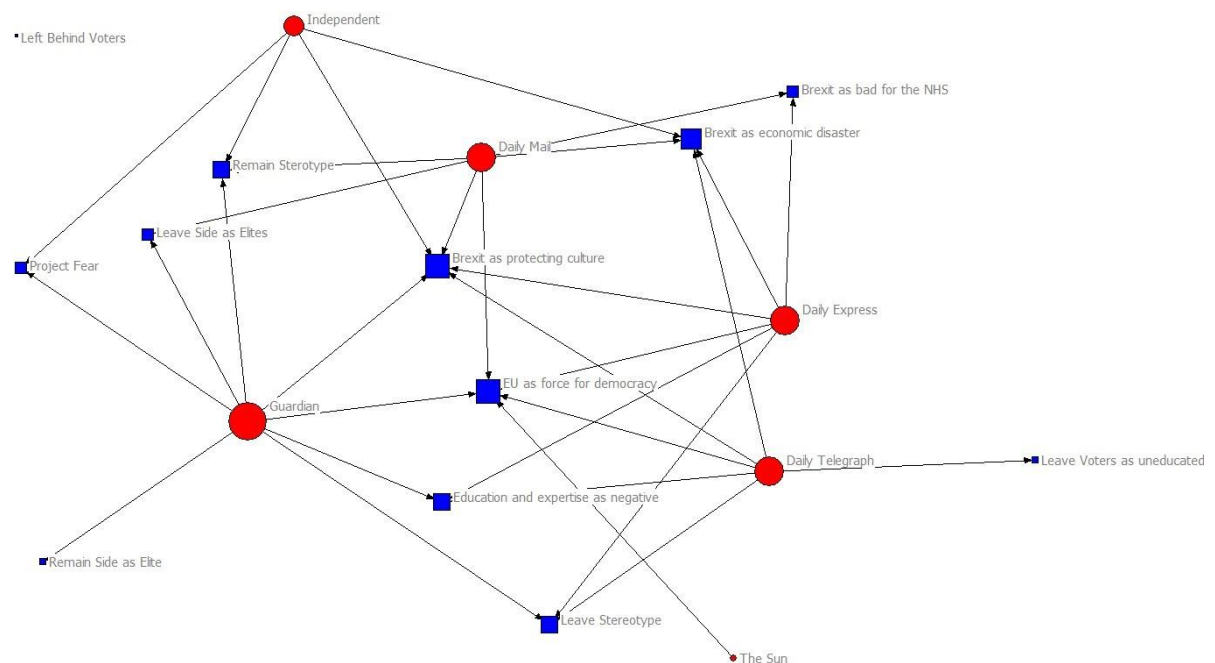 Independent
Left Behind Voters
Brexit as bad for the NHS
Brexit as economic disaster
Daily Mail
Remain Sterotype
Leave Side as Elites
Brexit as protecting culture
Project Fear
Daily Express
EU as force for democracy
Guardian
Daily Telegraph
Leave Voters as uneducated
Education and expertise as negative
Remain Side as Elite
Leave Stereotype
The Sun